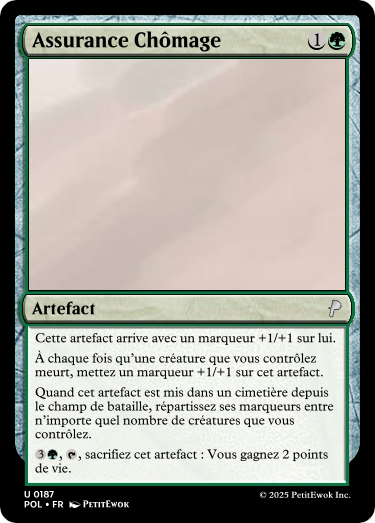 Assurance Chômage 1
Artefact
Cette artefact arrive avec un marqueur +1/+1 sur lui.
À chaque fois qu'une créature que vous contrôlez
meurt, mettez un marqueur +1/+1 sur cet artefact.
Quand cet artefact est mis dans un cimetière depuis
le champ de bataille, répartissez ses marqueurs entre
n'importe quel nombre de créatures que vous
contrôlez.
3, , sacrifiez cet artefact : Vous gagnez 2 points
de vie.
U 0187
POL • FR PetitEwok
© 2025 PetitEwok Inc.